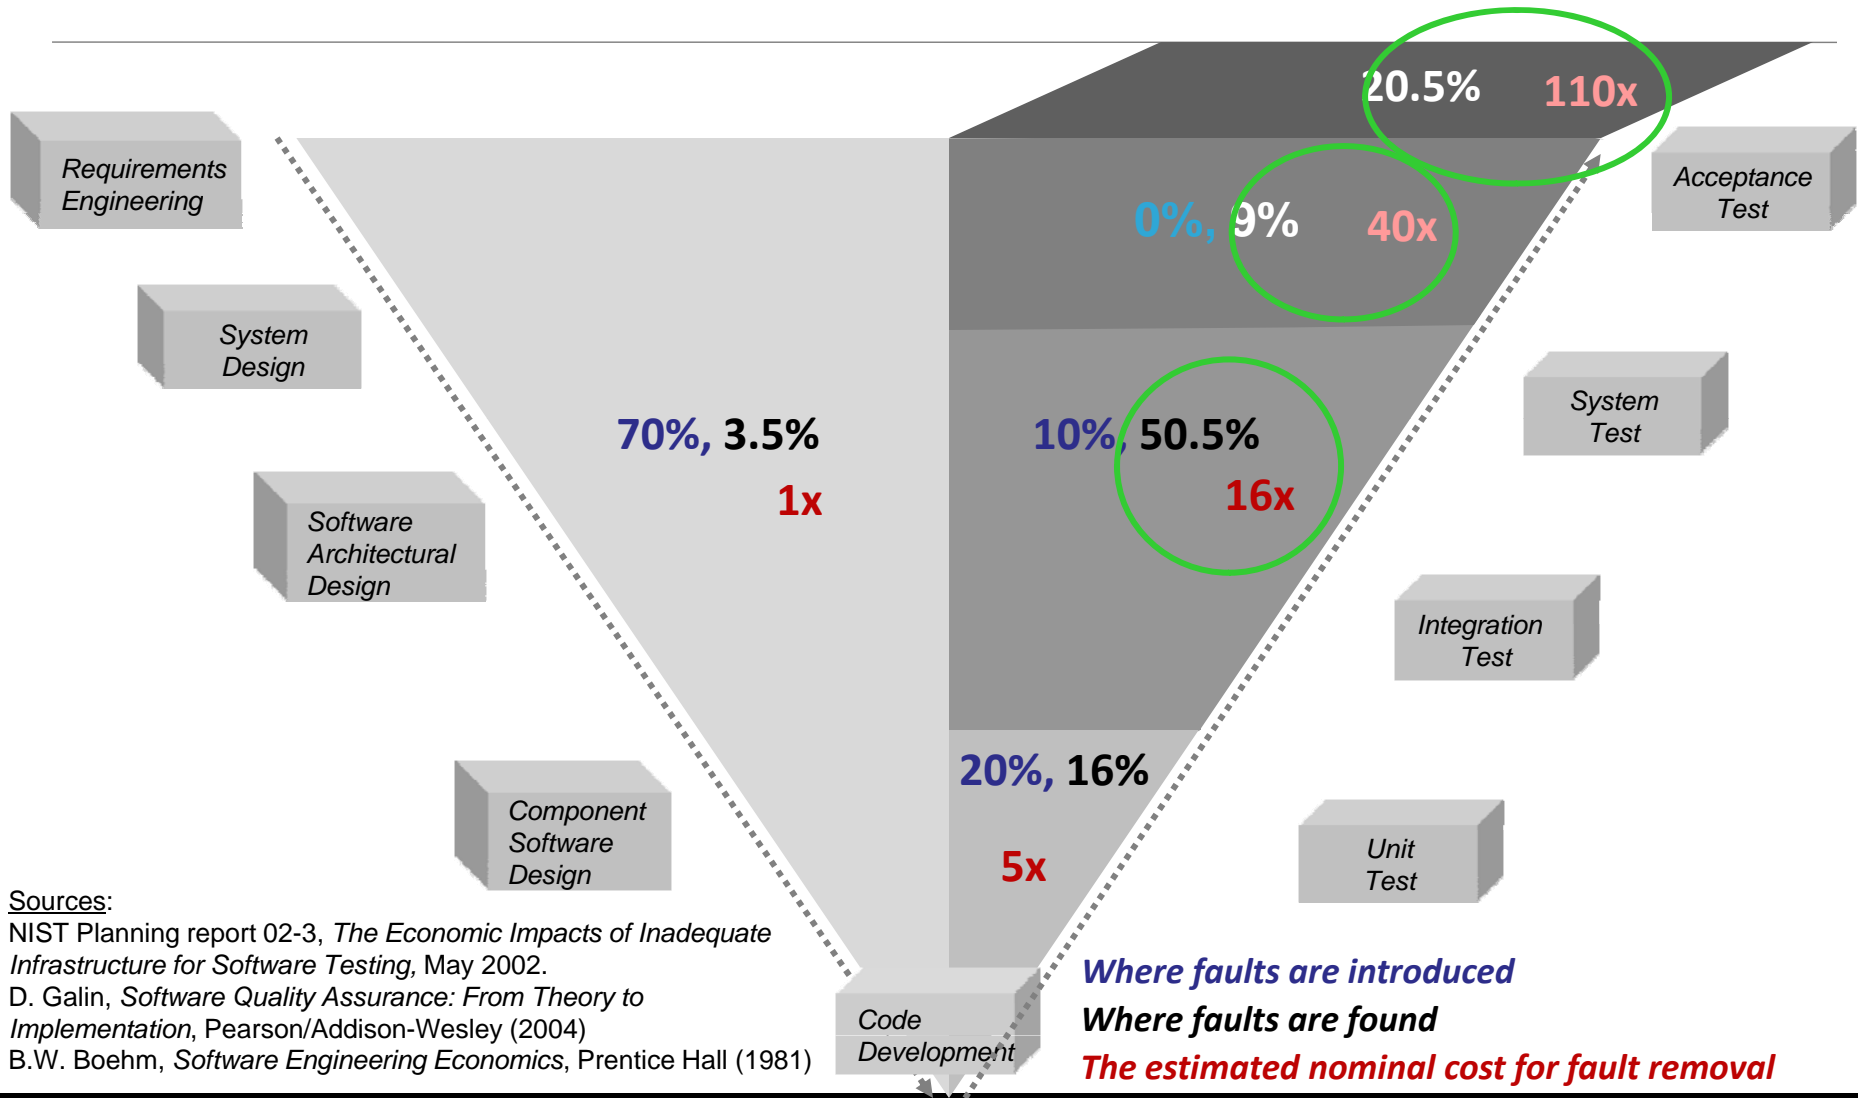 20.5% 110x
Requirements
Engineering
Acceptance
Test
0%, 9% 40x
System
Design
System
Test
70%, 3.5%
1x
10%, 50.5%
16x
Software
Architectural
Design
Integration
Test
20%, 16%
5x
Component
Software
Design
Unit
Test
Code
Development
Sources:
NIST Planning report 02-3, The Economic Impacts of Inadequate
Infrastructure for Software Testing, May 2002.
D. Galin, Software Quality Assurance: From Theory to
Implementation, Pearson/Addison-Wesley (2004)
B.W. Boehm, Software Engineering Economics, Prentice Hall (1981)
Where faults are introduced
Where faults are found
The estimated nominal cost for fault removal